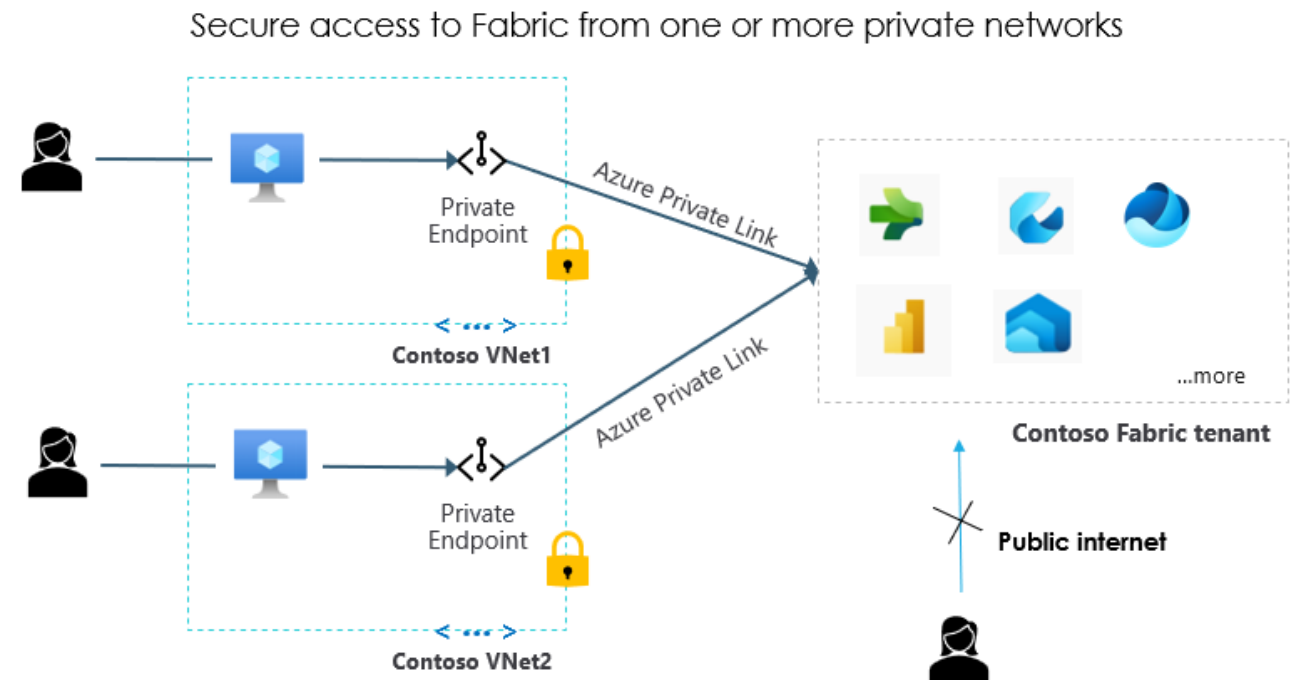 Secure access to Fabric from one or more private networks
Private
Endpoint
Contoso VNet1
Azure Private Link
Private
Endpoint
Contoso VNet2
Azure Private Link
...more
Contoso Fabric tenant
Public internet